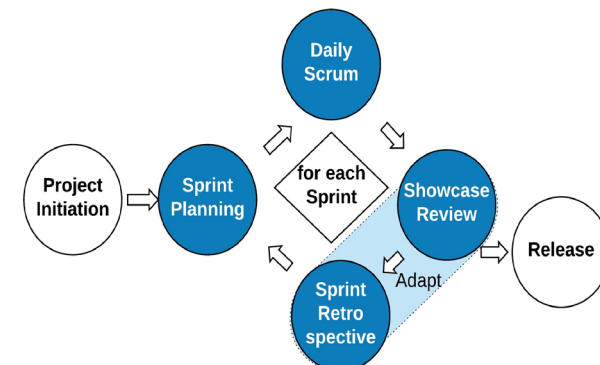 Daily
Scrum
Project
Initiation
Sprint
Planning
for each
Sprint
Showcase
Review
Release
Adapt
Sprint
Retro
spective